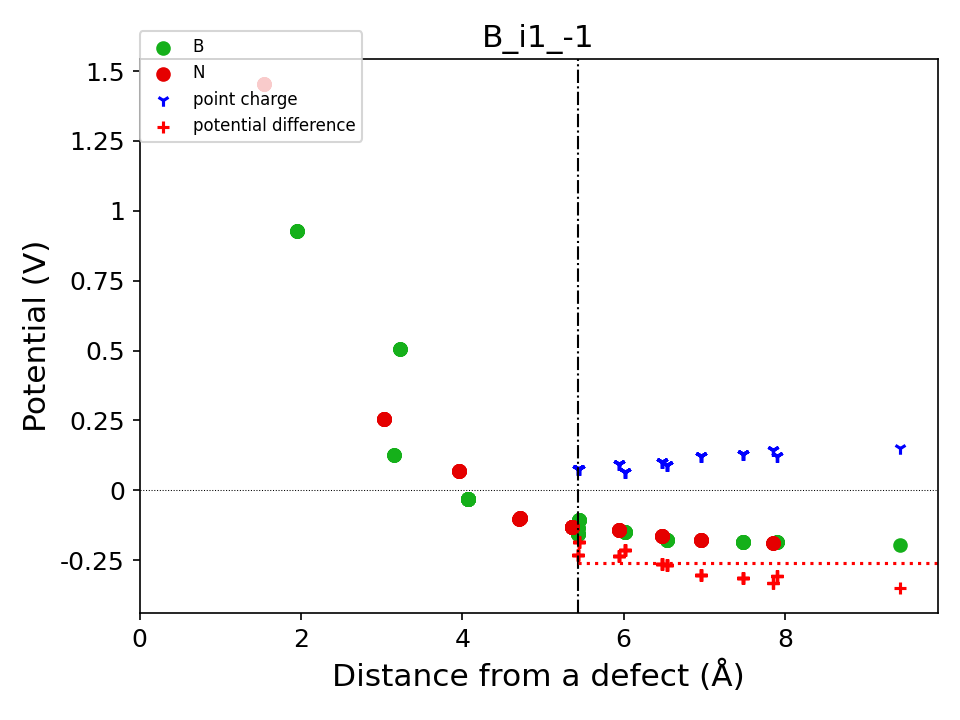 B_i1_-1
B
N
point charge
potential difference
1.5
1.25
1
0.75
0.5
0.25
0
-0.25
Potential (V)
0 2 4 6 8
Distance from a defect (Å)